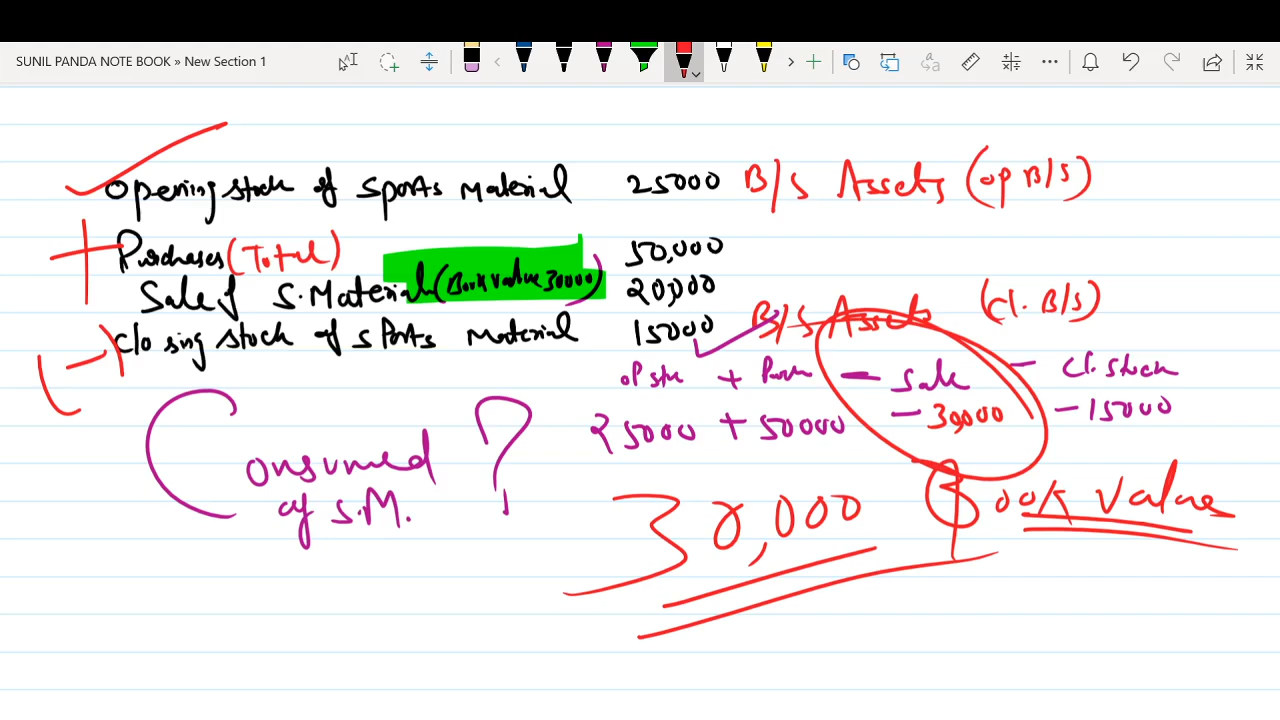 SUNIL PANDA NOTE BOOK » New Section 1
Opening stock of Sports Material 25000 B/S Assets (op B/S)
Purchases (Total) 50,000
Sale of S.Material (Book value 30000) 20,000
Closing stock of Sports Material 15000 B/S Assets (Cl. B/S)
op stk + Purch — Sale — Cl. Stock
25000 + 50000 — 30,000 — 15000
Consumed of S.M. ?
30,000 Book Value